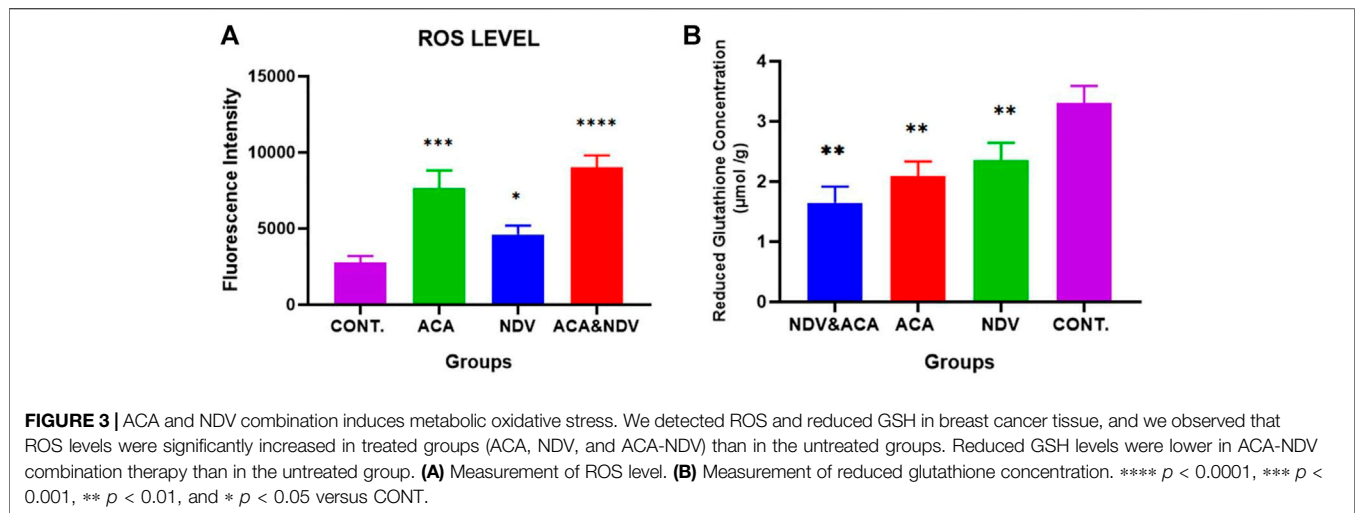 A
ROS LEVEL
Fluorescence Intensity
15000
10000
5000
0
***
*
****
CONT. ACA NDV ACA&NDV
Groups
B
Reduced Glutathione Concentration
(µmol /g)
4
3
2
1
0
**
**
**
NDV&ACA ACA NDV CONT.
Groups
FIGURE 3 | ACA and NDV combination induces metabolic oxidative stress. We detected ROS and reduced GSH in breast cancer tissue, and we observed that
ROS levels were significantly increased in treated groups (ACA, NDV, and ACA-NDV) than in the untreated groups. Reduced GSH levels were lower in ACA-NDV
combination therapy than in the untreated group. (A) Measurement of ROS level. (B) Measurement of reduced glutathione concentration. **** p < 0.0001, *** p <
0.001, ** p < 0.01, and * p < 0.05 versus CONT.